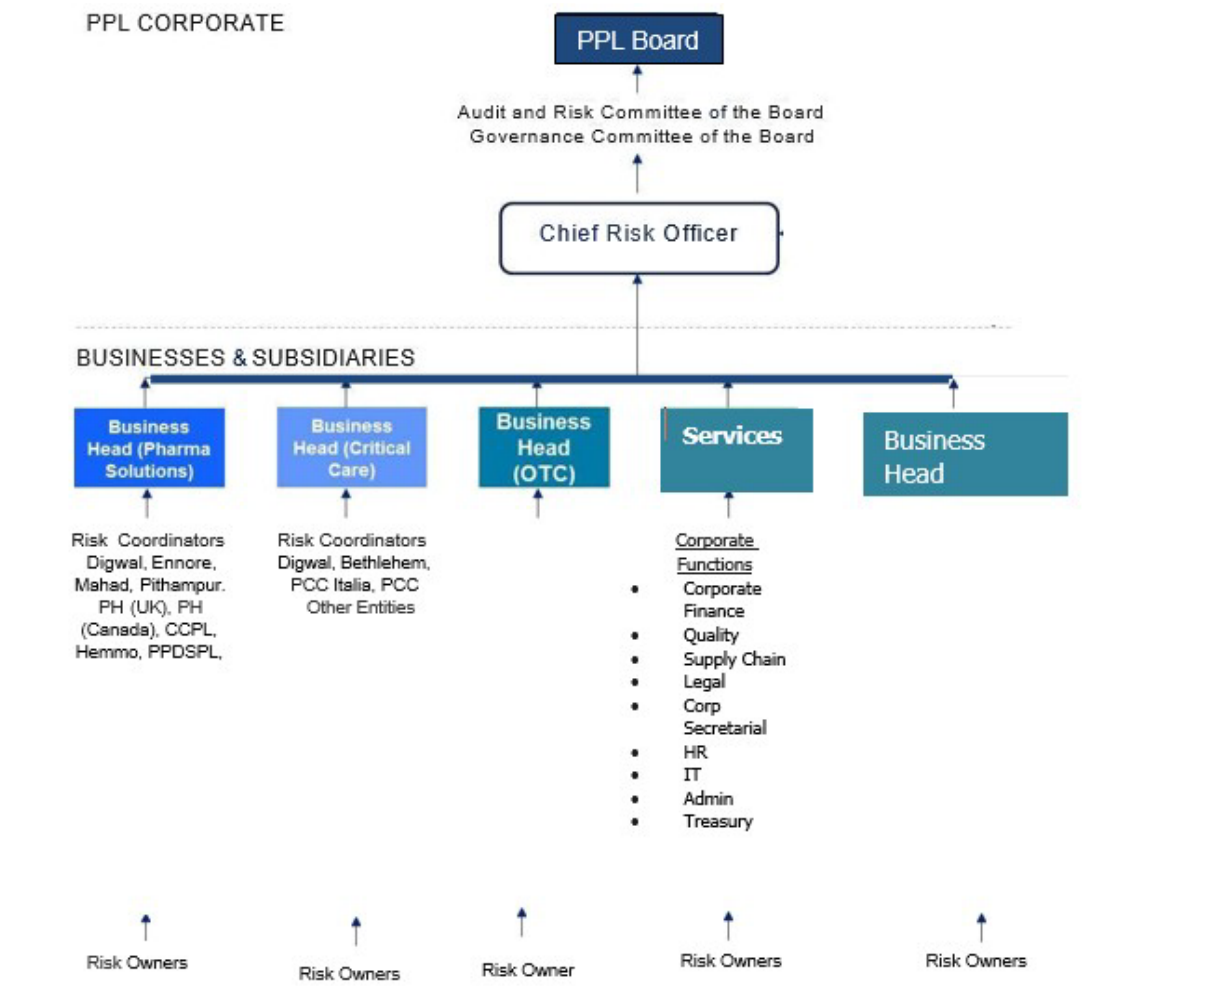 PPL CORPORATE
PPL Board
Audit and Risk Committee of the Board
Governance Committee of the Board
Chief Risk Officer
BUSINESSES & SUBSIDIARIES
Business
Head (Pharma
Solutions)
Business
Head (Critical
Care)
Business
Head
(OTC)
Services
Business
Head
Risk Coordinators
Digwal, Ennore,
Mahad, Pithampur.
PH (UK), PH
(Canada), CCPL,
Hemmo, PPDSPL,
Risk Coordinators
Digwal, Bethlehem,
PCC Italia, PCC
Other Entities
Corporate
Functions
• Corporate
Finance
• Quality
• Supply Chain
• Legal
• Corp
Secretarial
• HR
• IT
• Admin
• Treasury
Risk Owners
Risk Owners
Risk Owner
Risk Owners
Risk Owners